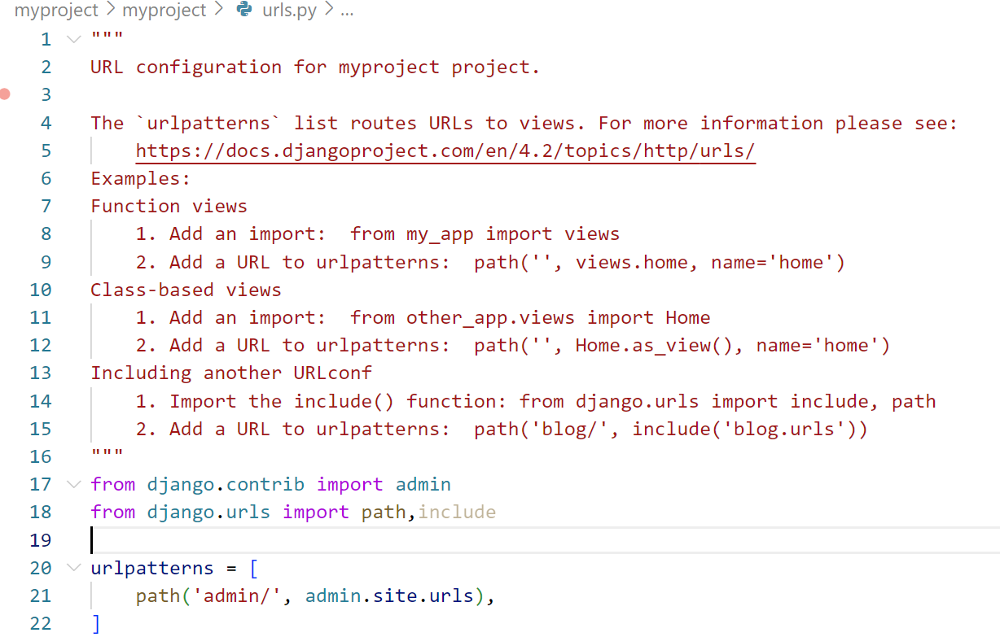 myproject > myproject > urls.py > ...
1 """
2 URL configuration for myproject project.
3
4 The `urlpatterns` list routes URLs to views. For more information please see:
5     https://docs.djangoproject.com/en/4.2/topics/http/urls/
6 Examples:
7 Function views
8     1. Add an import:  from my_app import views
9     2. Add a URL to urlpatterns:  path('', views.home, name='home')
10 Class-based views
11     1. Add an import:  from other_app.views import Home
12     2. Add a URL to urlpatterns:  path('', Home.as_view(), name='home')
13 Including another URLconf
14     1. Import the include() function: from django.urls import include, path
15     2. Add a URL to urlpatterns:  path('blog/', include('blog.urls'))
16 """
17 from django.contrib import admin
18 from django.urls import path,include
19
20 urlpatterns = [
21     path('admin/', admin.site.urls),
22 ]